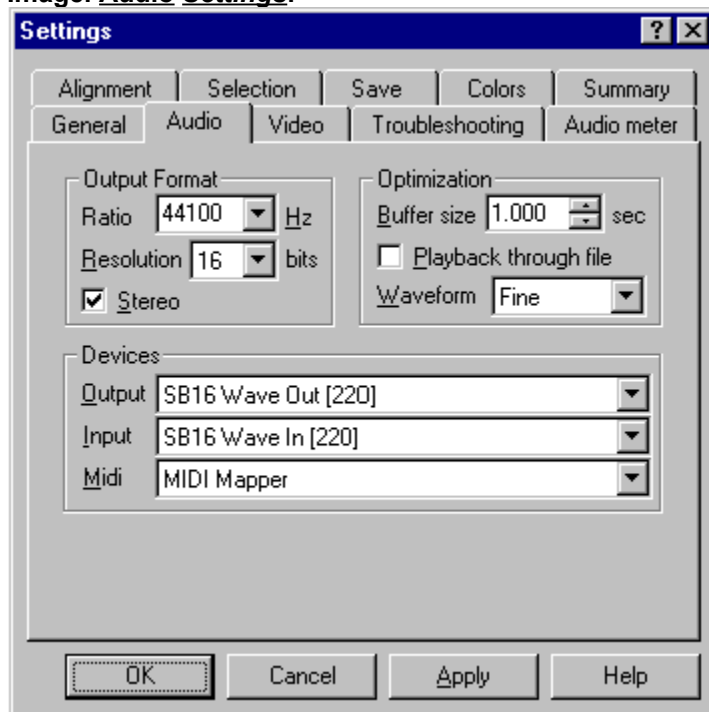 Image: Audio Settings.
Settings
Alignment Selection Save Colors Summary
General Audio Video Troubleshooting Audio meter
Output Format Optimization
Ratio 44100 Hz Buffer size 1.000 sec
Resolution 16 bits Playback through file
Stereo Waveform Fine
Devices
Output SB16 Wave Out [220]
Input SB16 Wave In [220]
Midi MIDI Mapper
OK Cancel Apply Help